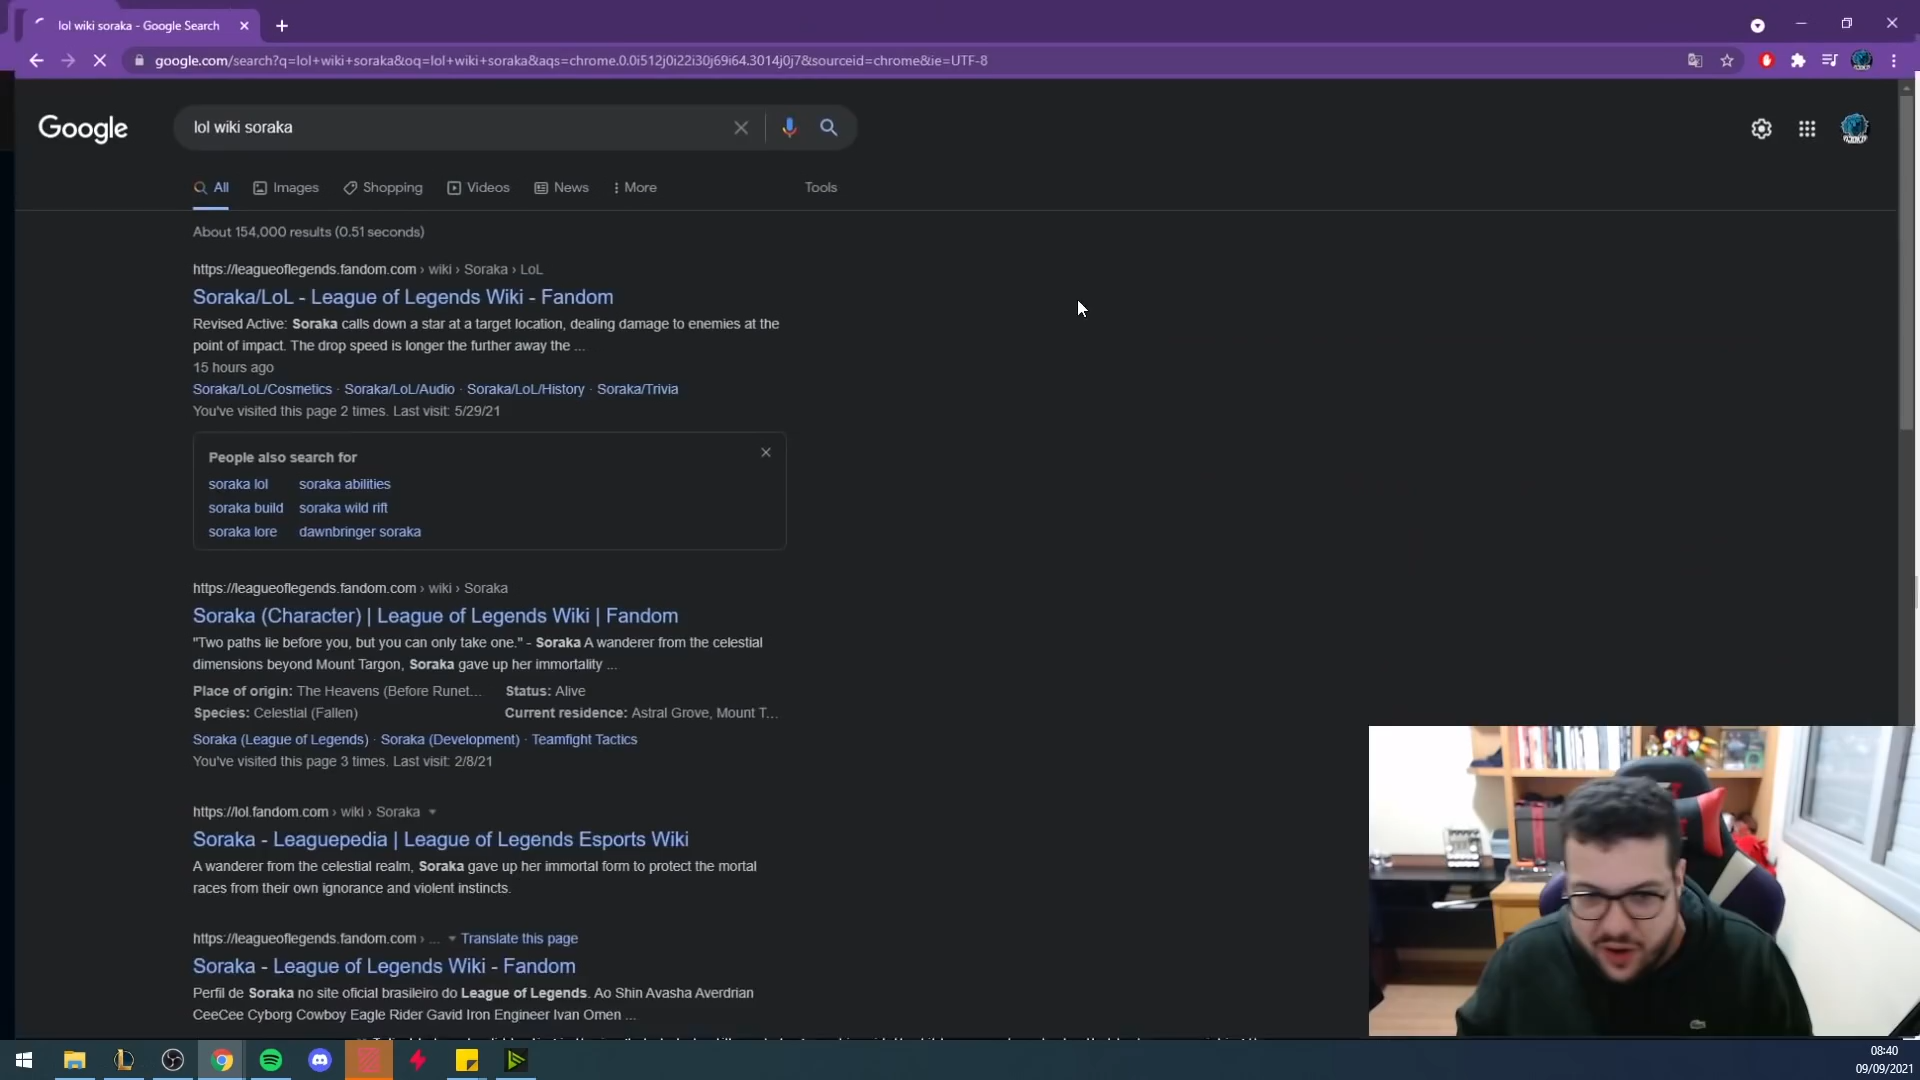 lol wiki soraka - Google Search
google.com/search?q=lol+wiki+soraka&oq=lol+wiki+soraka&aqs=chrome.0.0i512j0i22i30j69i64.3014j0j7&sourceid=chrome&ie=UTF-8
Google
lol wiki soraka
All Images Shopping Videos News More Tools
About 154,000 results (0.51 seconds)
https://leagueoflegends.fandom.com › wiki › Soraka › LoL
Soraka/LoL - League of Legends Wiki - Fandom
Revised Active: Soraka calls down a star at a target location, dealing damage to enemies at the
point of impact. The drop speed is longer the further away the ...
15 hours ago
Soraka/LoL/Cosmetics · Soraka/LoL/Audio · Soraka/LoL/History · Soraka/Trivia
You've visited this page 2 times. Last visit: 5/29/21
People also search for
soraka lol soraka abilities
soraka build soraka wild rift
soraka lore dawnbringer soraka
https://leagueoflegends.fandom.com › wiki › Soraka
Soraka (Character) | League of Legends Wiki | Fandom
"Two paths lie before you, but you can only take one." - Soraka A wanderer from the celestial
dimensions beyond Mount Targon, Soraka gave up her immortality ...
Place of origin: The Heavens (Before Runet... Status: Alive
Species: Celestial (Fallen) Current residence: Astral Grove, Mount T...
Soraka (League of Legends) · Soraka (Development) · Teamfight Tactics
You've visited this page 3 times. Last visit: 2/8/21
https://lol.fandom.com › wiki › Soraka
Soraka - Leaguepedia | League of Legends Esports Wiki
A wanderer from the celestial realm, Soraka gave up her immortal form to protect the mortal
races from their own ignorance and violent instincts.
https://leagueoflegends.fandom.com › ... Translate this page
Soraka - League of Legends Wiki - Fandom
Perfil de Soraka no site oficial brasileiro do League of Legends. Ao Shin Avasha Averdrian
CeeCee Cyborg Cowboy Eagle Rider Gavid Iron Engineer Ivan Omen ...
08:40
09/09/2021